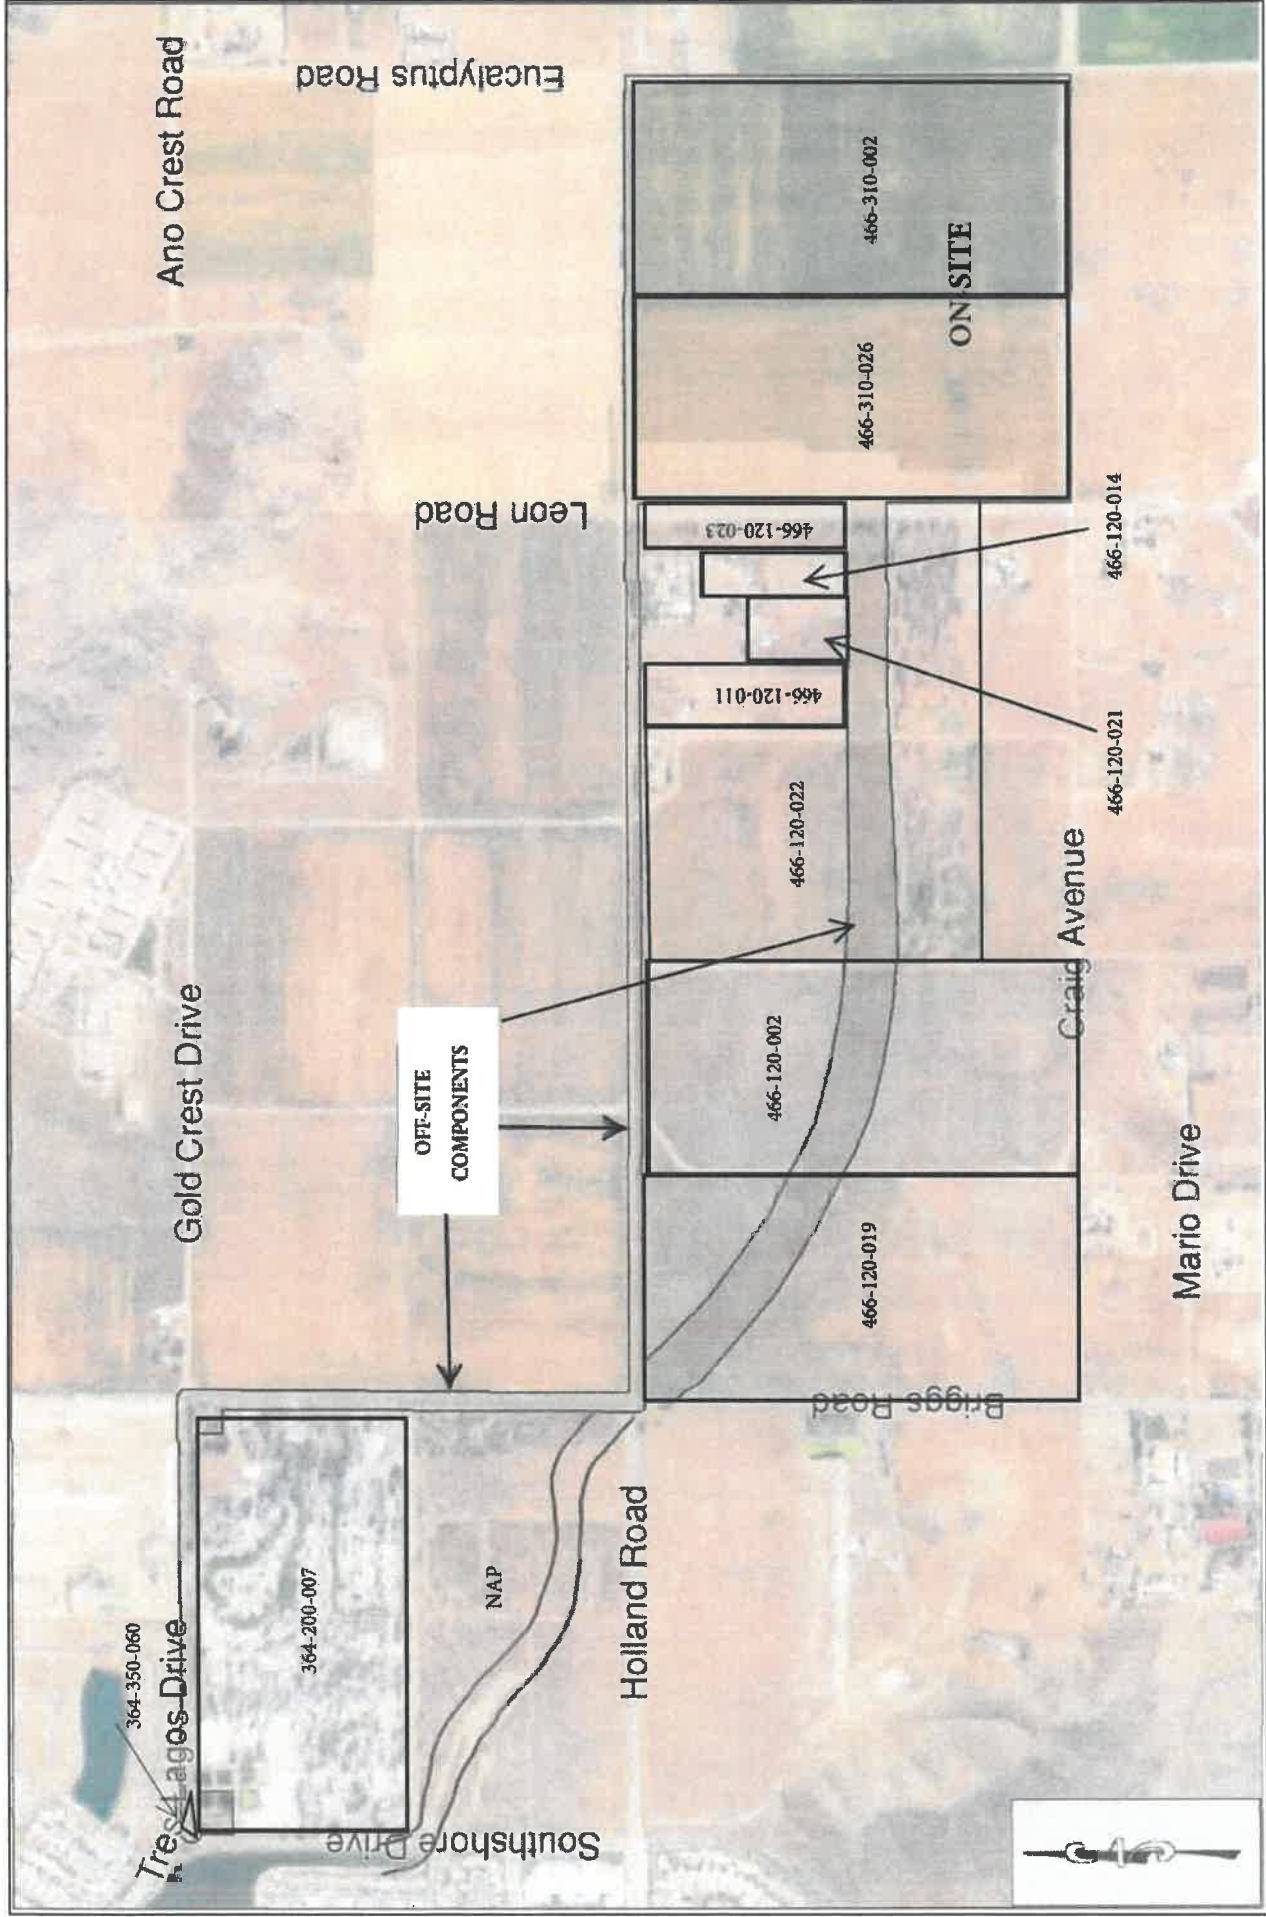 Ano Crest Road
Eucalyptus Road
466-310-002
ON-SITE
466-310-026
Leon Road
466-120-023
466-120-014
466-120-021
466-120-011
466-120-022
Craig Avenue
Gold Crest Drive
OFF-SITE
COMPONENTS
466-120-002
466-120-019
Mario Drive
Briggs Road
364-350-060
Tres Lagos Drive
364-200-007
NAP
Holland Road
Southshore Drive